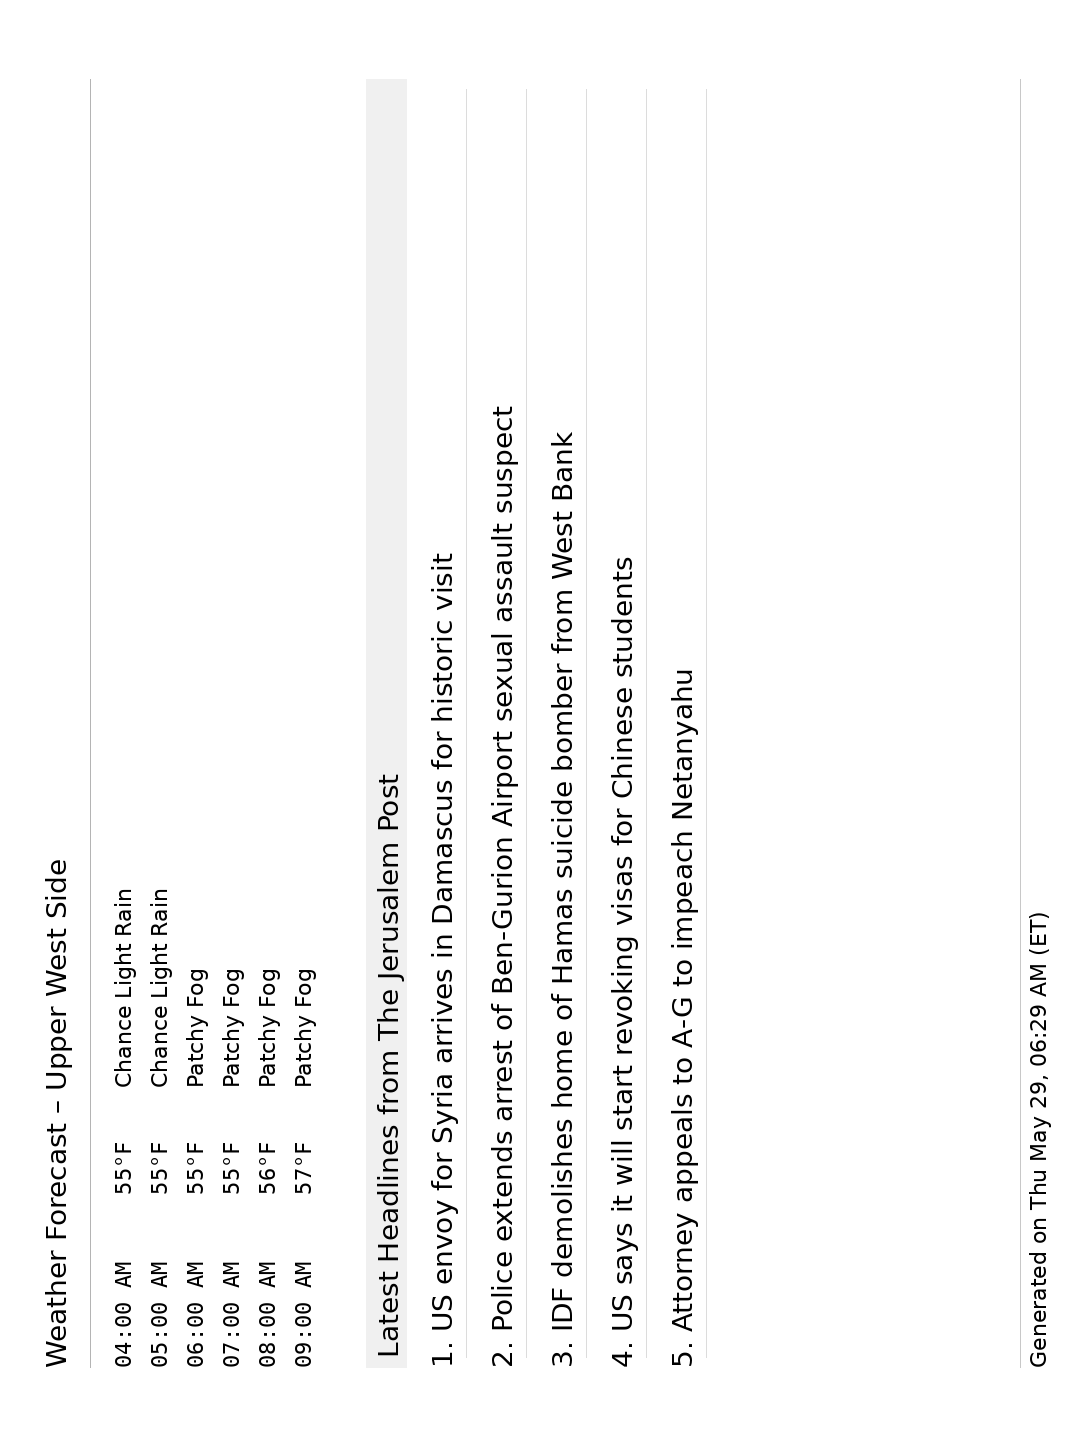 Weather Forecast – Upper West Side
04:00 AM 55°F Chance Light Rain
05:00 AM 55°F Chance Light Rain
06:00 AM 55°F Patchy Fog
07:00 AM 55°F Patchy Fog
08:00 AM 56°F Patchy Fog
09:00 AM 57°F Patchy Fog
Latest Headlines from The Jerusalem Post
1. US envoy for Syria arrives in Damascus for historic visit
2. Police extends arrest of Ben-Gurion Airport sexual assault suspect
3. IDF demolishes home of Hamas suicide bomber from West Bank
4. US says it will start revoking visas for Chinese students
5. Attorney appeals to A-G to impeach Netanyahu
Generated on Thu May 29, 06:29 AM (ET)